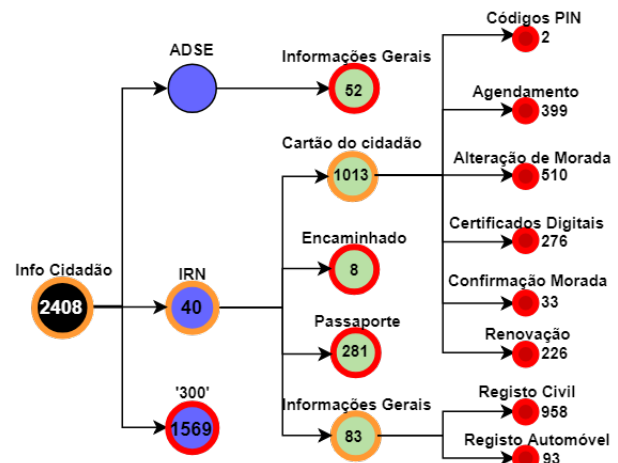 Códigos PIN
2
ADSE
Informações Gerais
52
Agendamento
399
Cartão do cidadão
1013
Alteração de Morada
510
Certificados Digitais
276
Encaminhado
8
Info Cidadão
2408
IRN
40
Confirmação Morada
33
Passaporte
281
Renovação
226
'300'
1569
Informações Gerais
83
Registo Civil
958
Registo Automóvel
93